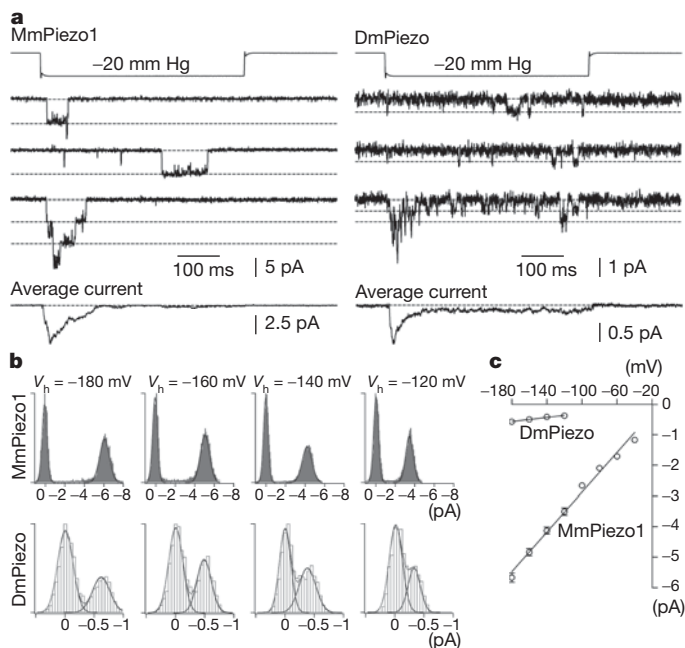 a
MmPiezo1 DmPiezo
–20 mm Hg –20 mm Hg
100 ms 5 pA 100 ms 1 pA
Average current Average current
2.5 pA 0.5 pA
b c
V_h = –180 mV V_h = –160 mV V_h = –140 mV V_h = –120 mV
MmPiezo1
0 –2 –4 –6 –8 0 –2 –4 –6 –8 0 –2 –4 –6 –8 0 –2 –4 –6 –8
(pA)
DmPiezo
0 –0.5 –1 0 –0.5 –1 0 –0.5 –1 0 –0.5 –1
(pA)
(mV)
–180 –140 –100 –60 –20
0
DmPiezo
–1
–2
–3
MmPiezo1
–4
–5
–6
(pA)